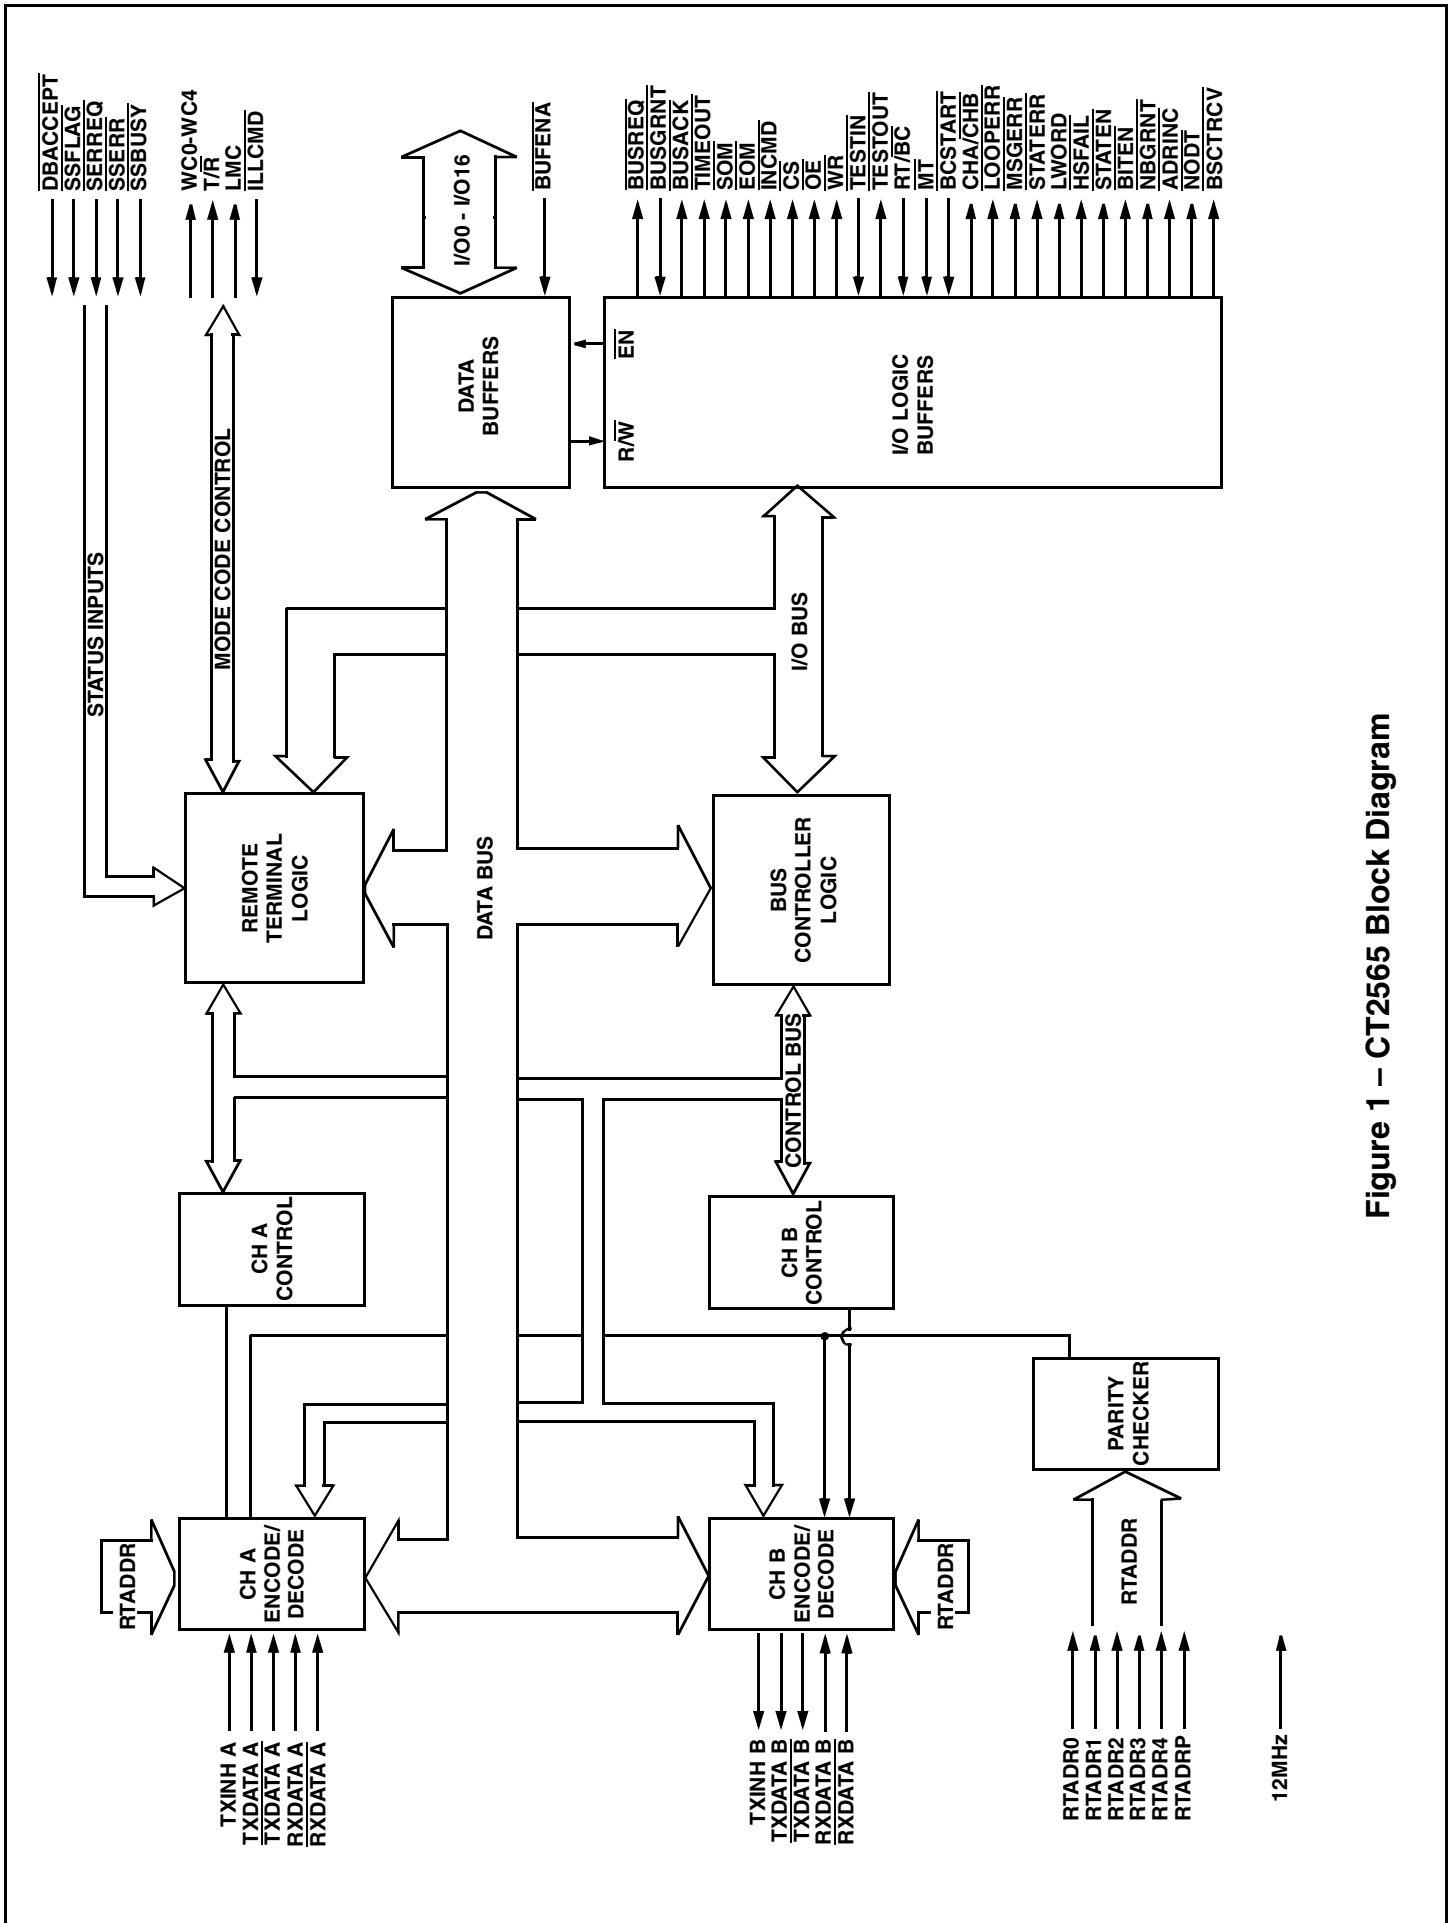 TXINH A
TXDATA A
TXDATA A
RXDATA A
RXDATA A
RTADDR
CH A
ENCODE/
DECODE
CH A
CONTROL
REMOTE
TERMINAL
LOGIC
STATUS INPUTS
MODE CODE CONTROL
DBACCEPT
SSFLAG
SERREQ
SSERR
SSBUSY
WC0-WC4
T/R
LMC
ILLCMD
DATA BUS
DATA
BUFFERS
I/O0 - I/O16
BUFENA
TXINH B
TXDATA B
TXDATA B
RXDATA B
RXDATA B
CH B
ENCODE/
DECODE
RTADDR
CH B
CONTROL
CONTROL BUS
BUS
CONTROLLER
LOGIC
I/O BUS
R/W
EN
I/O LOGIC
BUFFERS
BUSREQ
BUSGRNT
BUSACK
TIMEOUT
SOM
EOM
INCMD
CS
OE
WR
TESTIN
TESTOUT
RT/BC
MT
BCSTART
CHA/CHB
LOOPERR
MSGERR
STATERR
LWORD
HSFAIL
STATEN
BITEN
NBGRNT
ADRINC
NODT
BSCTRCV
RTADR0
RTADR1
RTADR2
RTADR3
RTADR4
RTADRP
RTADDR
PARITY
CHECKER
12MHz
Figure 1 – CT2565 Block Diagram